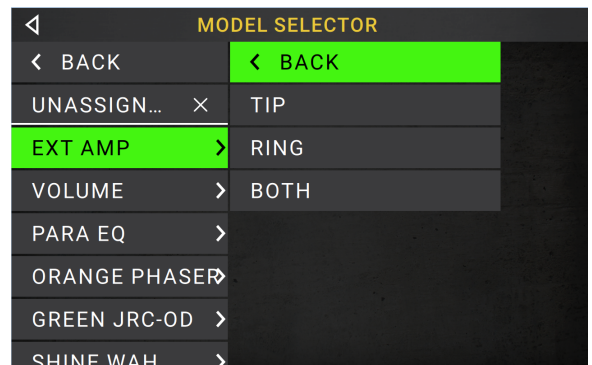 MODEL SELECTOR
BACK
UNASSIGN...
EXT AMP
VOLUME
PARA EQ
ORANGE PHASER
GREEN JRC-OD
SHINE WAH
BACK
TIP
RING
BOTH